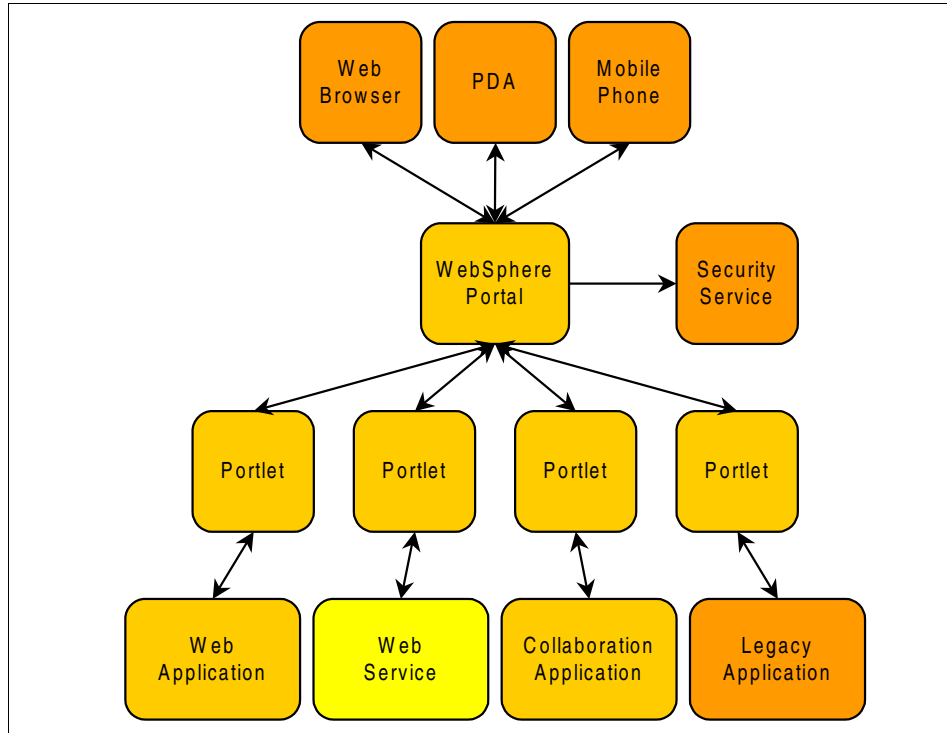 Web
Browser
PDA
Mobile
Phone
WebSphere
Portal
Security
Service
Portlet
Portlet
Portlet
Portlet
Web
Application
Web
Service
Collaboration
Application
Legacy
Application